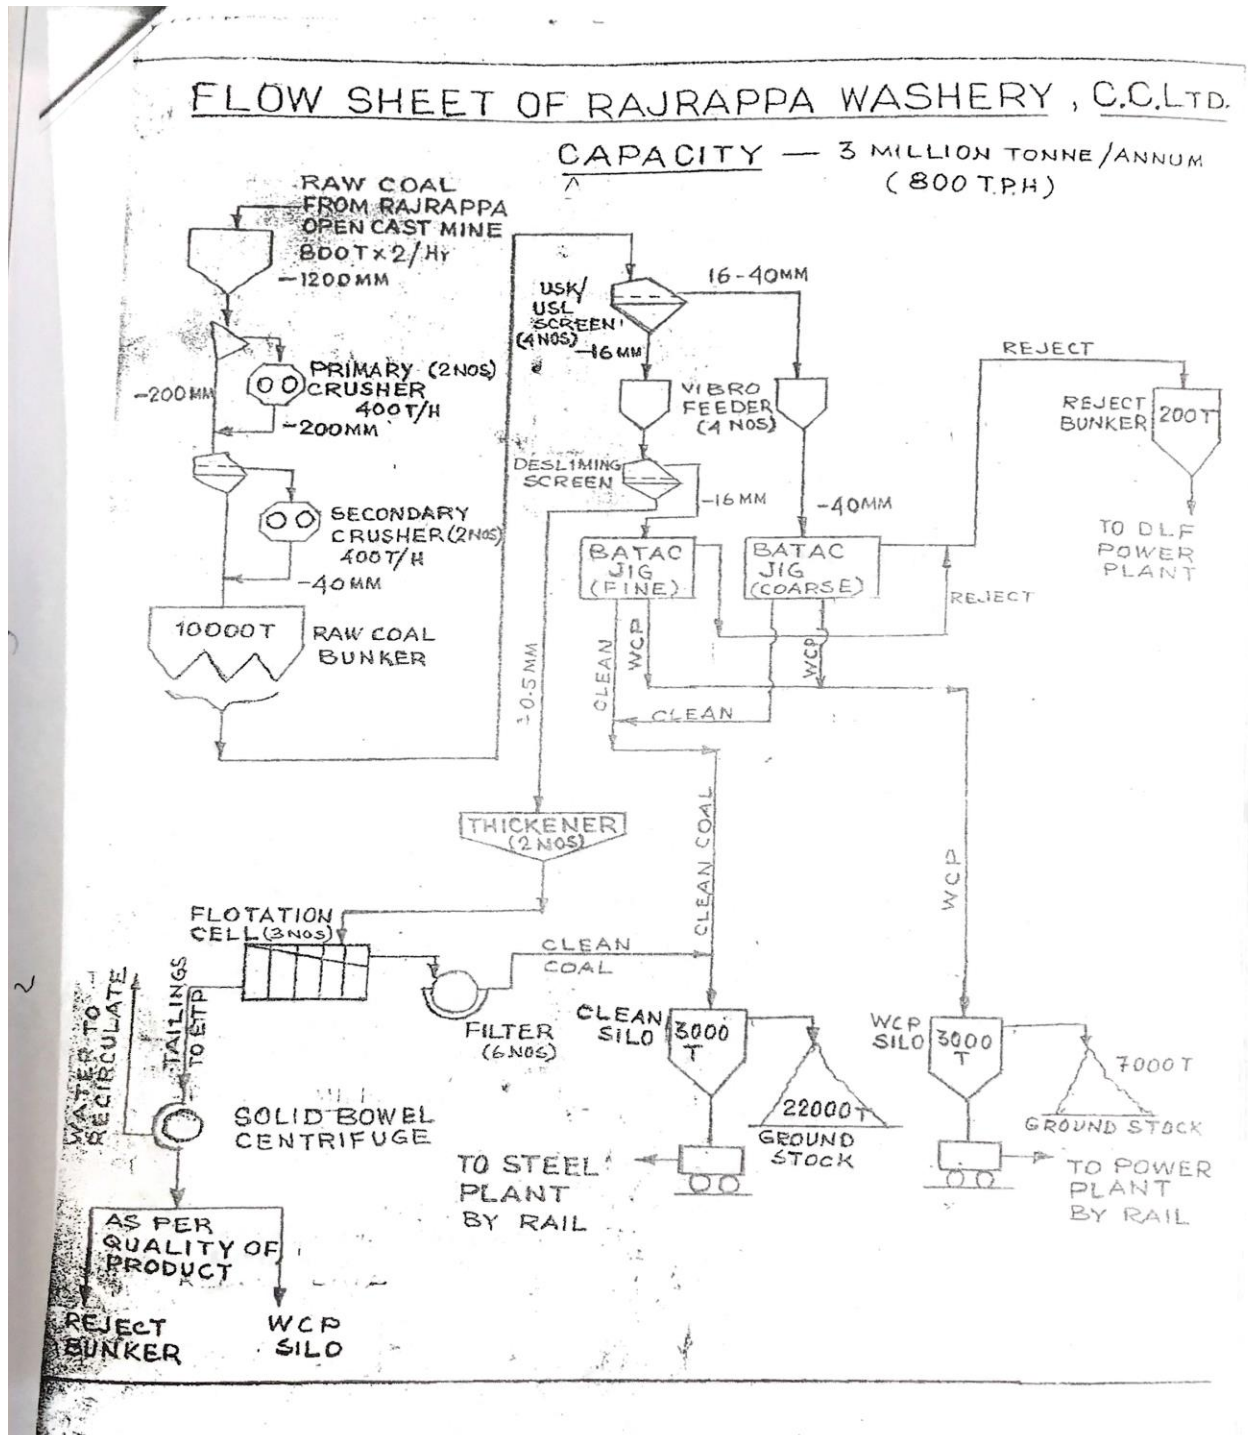 FLOW SHEET OF RAJRAPPA WASHERY, C.C.LTD.
CAPACITY — 3 MILLION TONNE/ANNUM
(800 T.P.H)
RAW COAL
FROM RAJRAPPA
OPEN CAST MINE
800T×2/Hr
-1200MM
-200MM
PRIMARY (2NOS)
CRUSHER
400T/H
-200MM
SECONDARY
CRUSHER(2NOS)
400T/H
-40MM
10000T
RAW COAL
BUNKER
USK/
USL
SCREEN
(4NOS)
-16MM
16-40MM
VIBRO
FEEDER
(4 NOS)
DESLIMING
SCREEN
-16MM
-40MM
BATAC
JIG
(FINE)
BATAC
JIG
(COARSE)
REJECT
REJECT
BUNKER
200T
TO DLF
POWER
PLANT
REJECT
-0.5MM
CLEAN
WCP
WCP
CLEAN
THICKENER
(2NOS)
CLEAN COAL
WCP
FLOTATION
CELL(3NOS)
CLEAN
COAL
FILTER
(6NOS)
WATER TO
RECIRCULATE
TAILINGS
TO ETP
SOLID BOWEL
CENTRIFUGE
AS PER
QUALITY OF
PRODUCT
REJECT
BUNKER
WCP
SILO
CLEAN
SILO
3000
T
22000T
GROUND
STOCK
TO STEEL
PLANT
BY RAIL
WCP
SILO
3000
T
7000T
GROUND STOCK
TO POWER
PLANT
BY RAIL
2